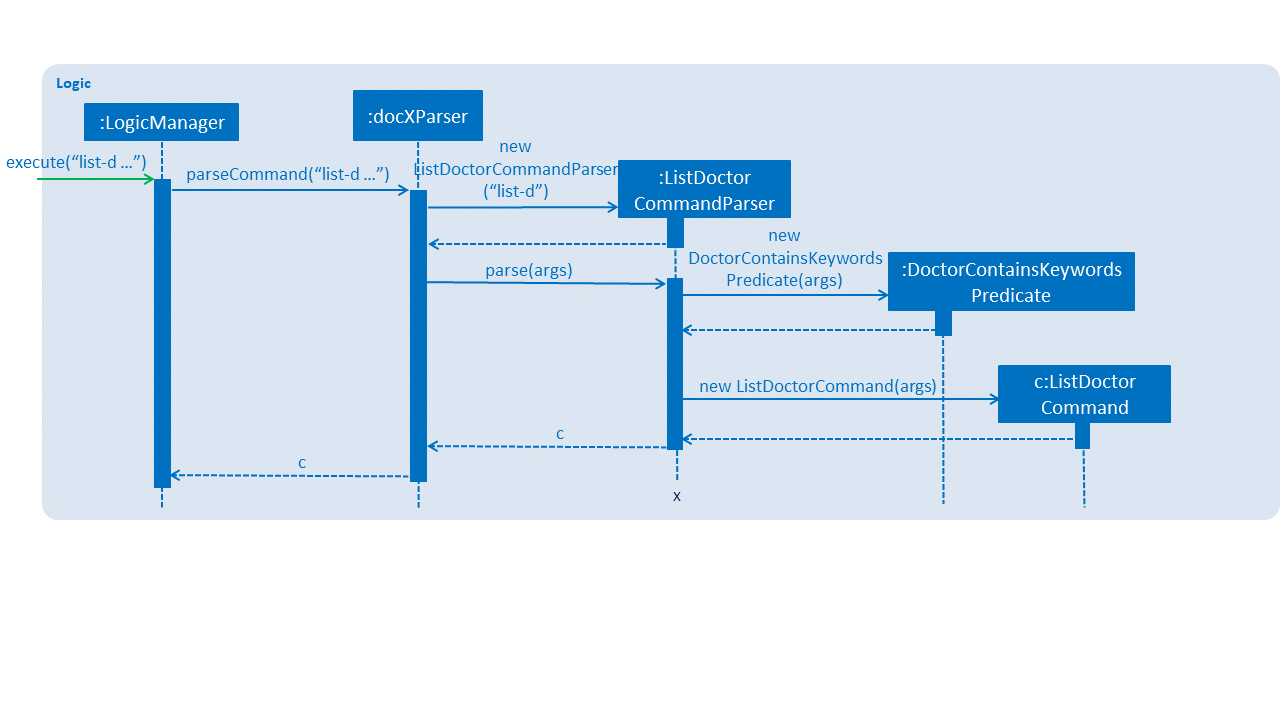 Logic
:LogicManager
:docXParser
execute(“list-d …”)
parseCommand(“list-d …”)
new
ListDoctorCommandParser
(“list-d”)
:ListDoctor
CommandParser
parse(args)
new
DoctorContainsKeywords
Predicate(args)
:DoctorContainsKeywords
Predicate
new ListDoctorCommand(args)
c:ListDoctor
Command
c
c
x